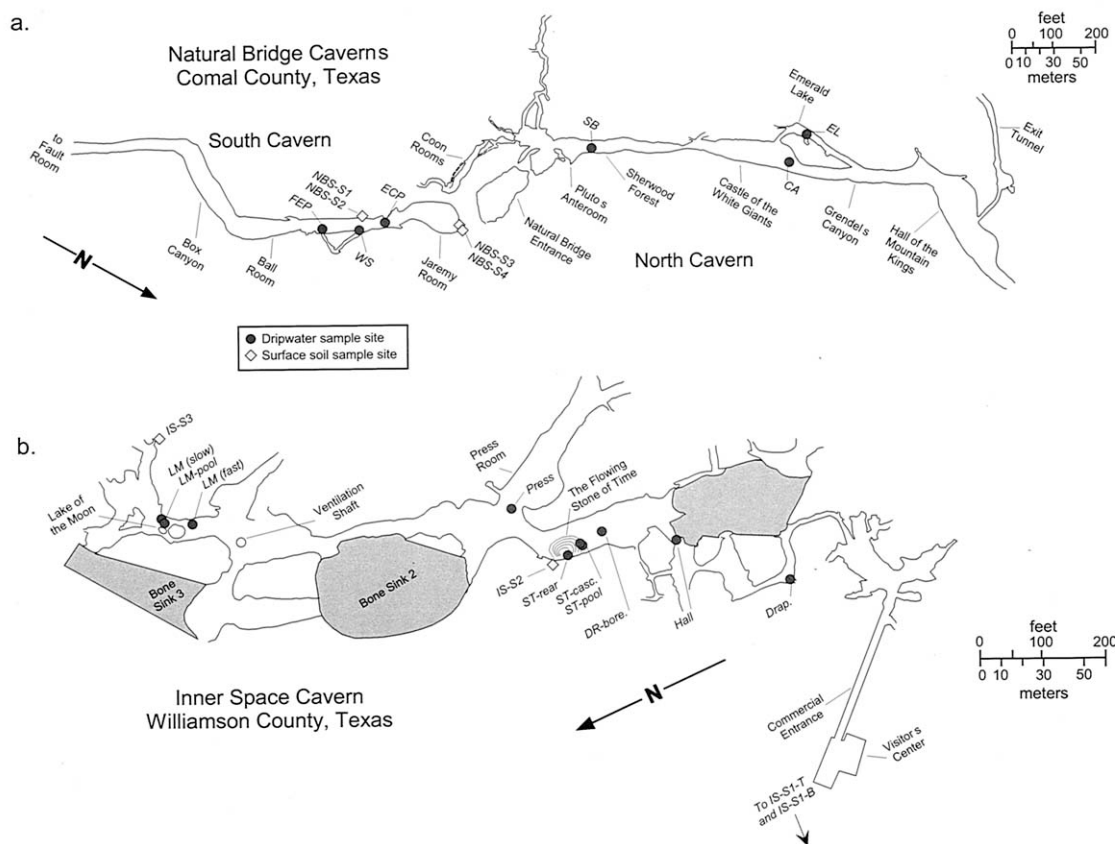 a.
Natural Bridge Caverns
Comal County, Texas
feet
0 100 200
0 10 30 50
meters
to
Fault
Room
South Cavern
Coon
Rooms
SB
Emerald
Lake
EL
Exit
Tunnel
NBS-S1
NBS-S2
FEP
ECP
WS
Box
Canyon
Ball
Room
Jaremy
Room
NBS-S3
NBS-S4
Natural Bridge
Entrance
Pluto s
Anteroom
Sherwood
Forest
Castle of the
White Giants
CA
Grendel s
Canyon
Hall of the
Mountain
Kings
North Cavern
N
Dripwater sample site
Surface soil sample site
b.
IS-S3
LM (slow)
LM-pool
LM (fast)
Lake of
the Moon
Ventilation
Shaft
Press
Room
Press
The Flowing
Stone of Time
Bone
Sink 3
Bone Sink 2
IS-S2
ST-rear
ST-casc.
ST-pool
DR-bore.
Hall
Drap.
feet
0 100 200
0 10 30 50
meters
N
Inner Space Cavern
Williamson County, Texas
Commercial
Entrance
Visitor s
Center
To IS-S1-T
and IS-S1-B